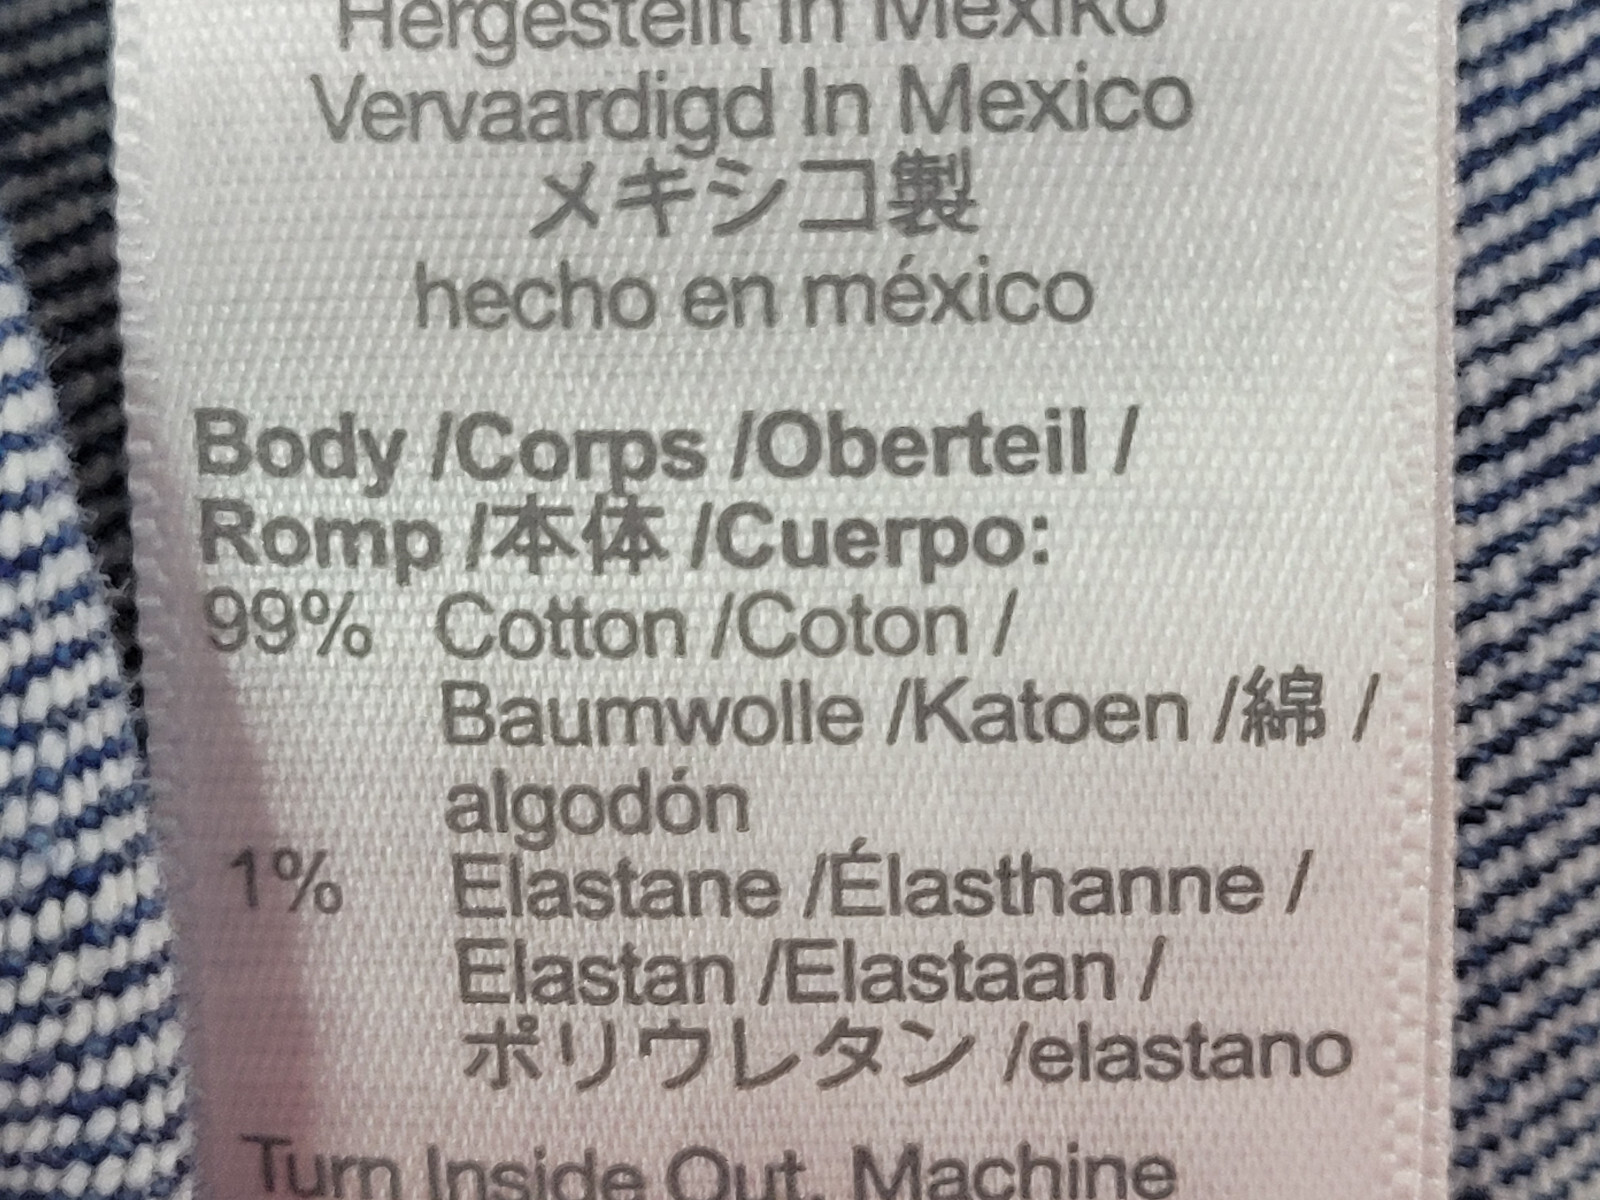 Hergestellt In Mexiko
Vervaardigd In Mexico
メキシコ製
hecho en méxico
Body /Corps /Oberteil /
Romp /本体 /Cuerpo:
99% Cotton /Coton /
Baumwolle /Katoen /綿 /
algodón
1% Elastane /Élasthanne /
Elastan /Elastaan /
ポリウレタン /elastano
Turn Inside Out, Machine